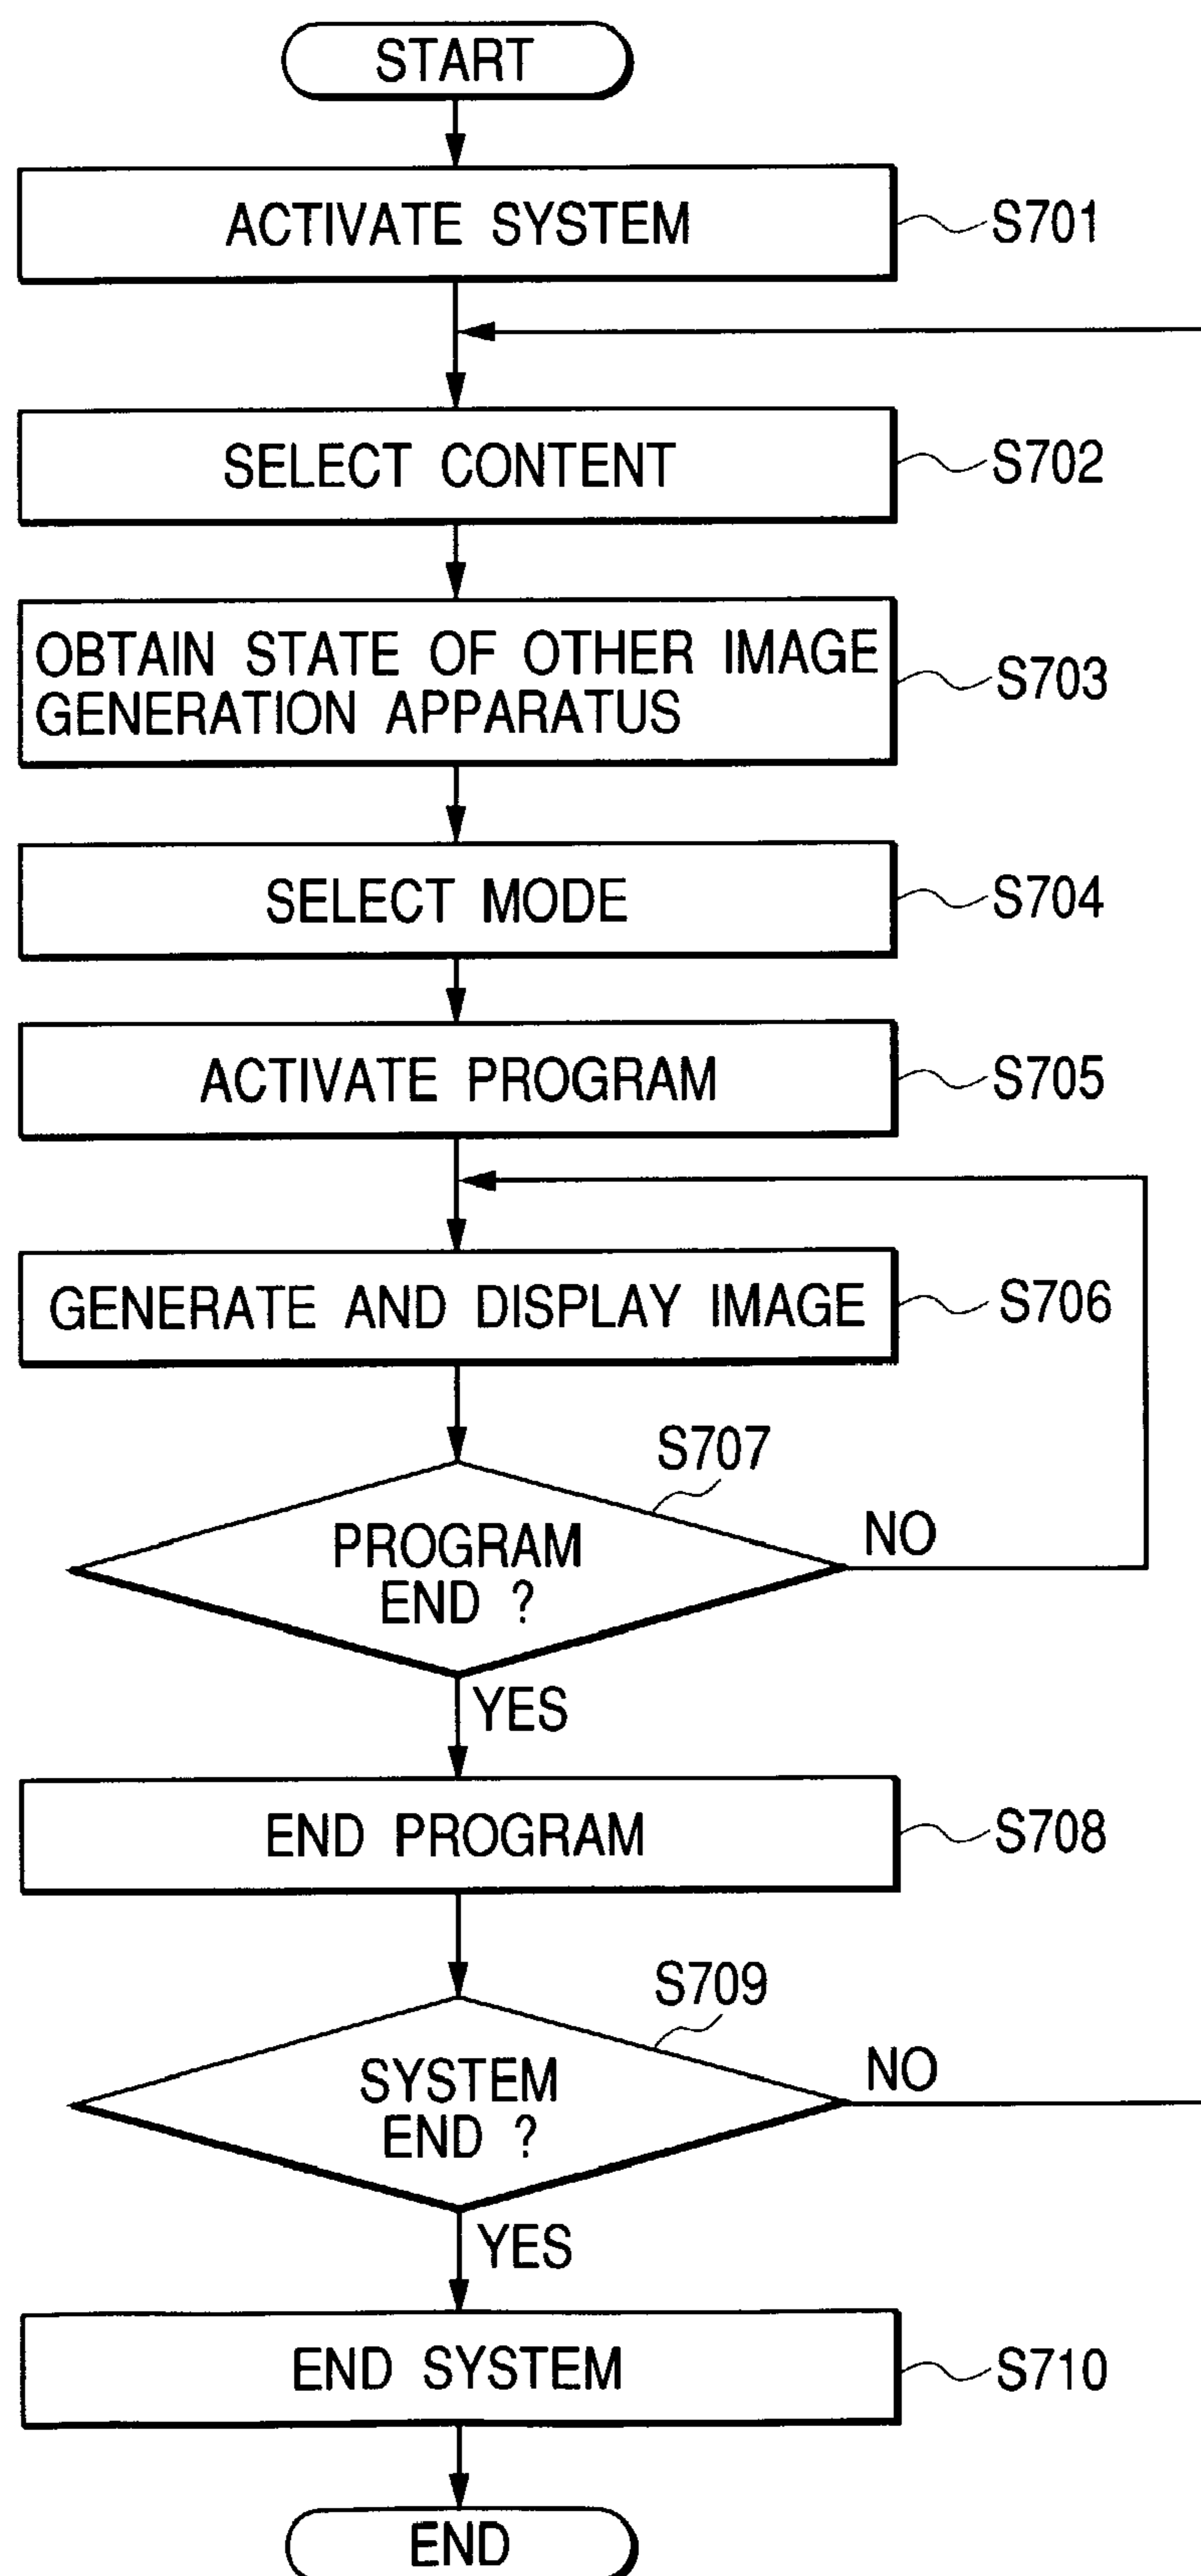 START
ACTIVATE SYSTEM
S701
SELECT CONTENT
S702
OBTAIN STATE OF OTHER IMAGE
GENERATION APPARATUS
S703
SELECT MODE
S704
ACTIVATE PROGRAM
S705
GENERATE AND DISPLAY IMAGE
S706
S707
PROGRAM
END ?
NO
YES
END PROGRAM
S708
S709
SYSTEM
END ?
NO
YES
END SYSTEM
S710
END